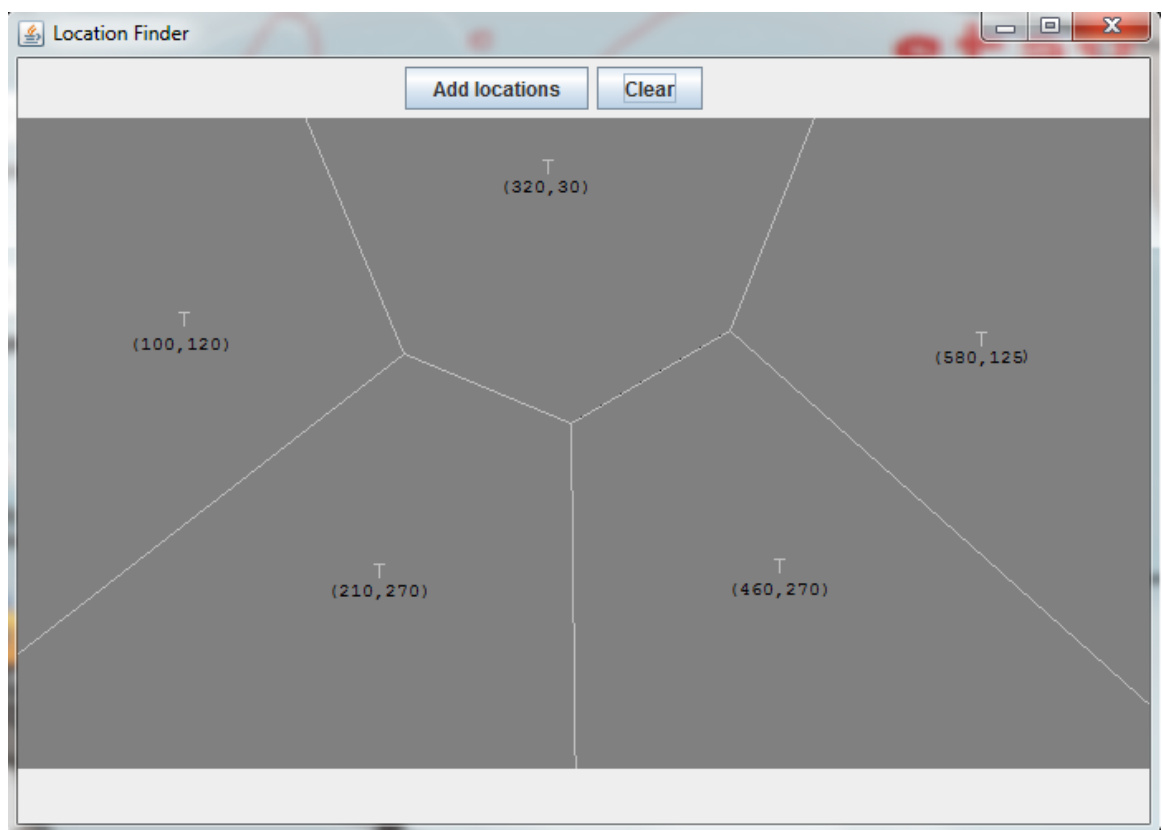 Location Finder
Add locations Clear
T
(320,30)
T
(100,120)
T
(580,125)
T
(210,270)
T
(460,270)